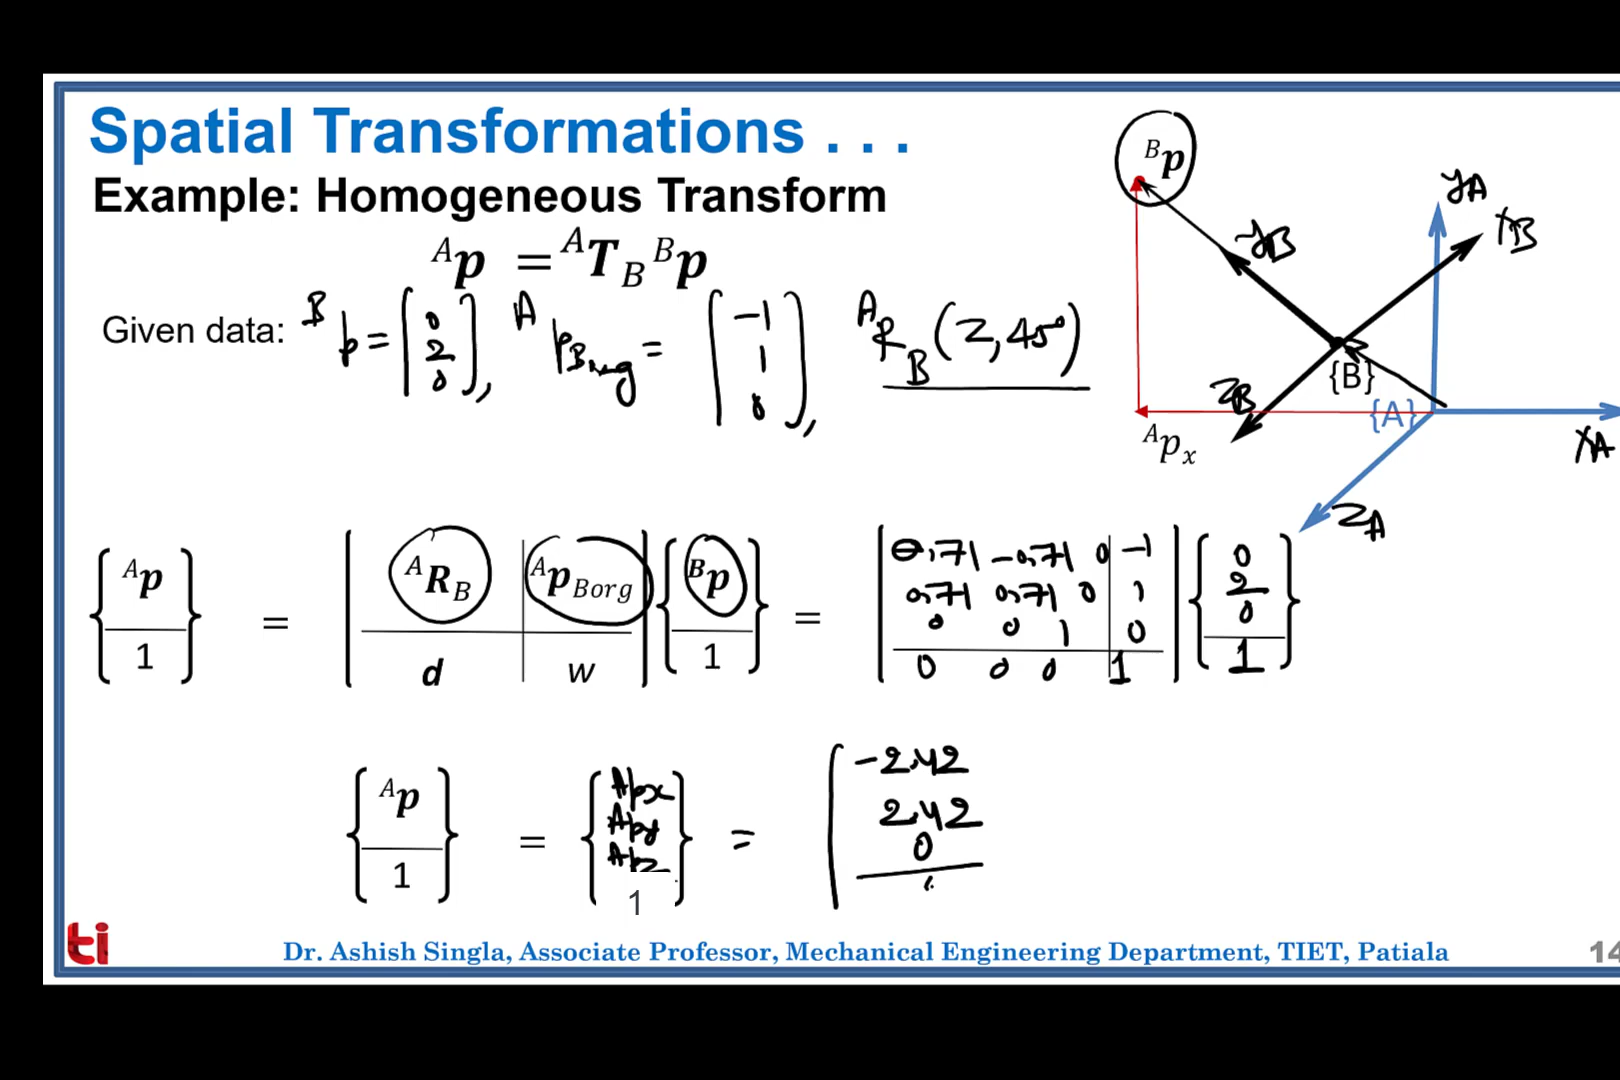 Spatial Transformations . . .
Example: Homogeneous Transform
ᴬp = ᴬT_B ᴮp
Given data: ᴮp = [0 2 0], ᴬp_Borg = [-1 1 0], ᴬR_B (Z, 45°)
ᴮp
yA
xB
yB
{B}
zB
{A}
ᴬp_x
xA
zA
{ᴬp 1} = [ᴬR_B ᴬp_Borg d w] {ᴮp 1} = [0.71 -0.71 0 -1
0.71 0.71 0 1
0 0 1 0
0 0 0 1] {0 2 0 1}
{ᴬp 1} = {Apx Apy Apz 1} = [-2.42
2.42
0
ti
Dr. Ashish Singla, Associate Professor, Mechanical Engineering Department, TIET, Patiala
14